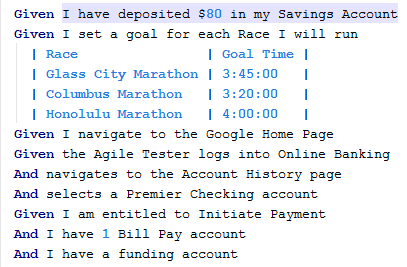 Given I have deposited $80 in my Savings Account
Given I set a goal for each Race I will run
| Race | Goal Time |
| Glass City Marathon | 3:45:00 |
| Columbus Marathon | 3:20:00 |
| Honolulu Marathon | 4:00:00 |
Given I navigate to the Google Home Page
Given the Agile Tester logs into Online Banking
And navigates to the Account History page
And selects a Premier Checking account
Given I am entitled to Initiate Payment
And I have 1 Bill Pay account
And I have a funding account